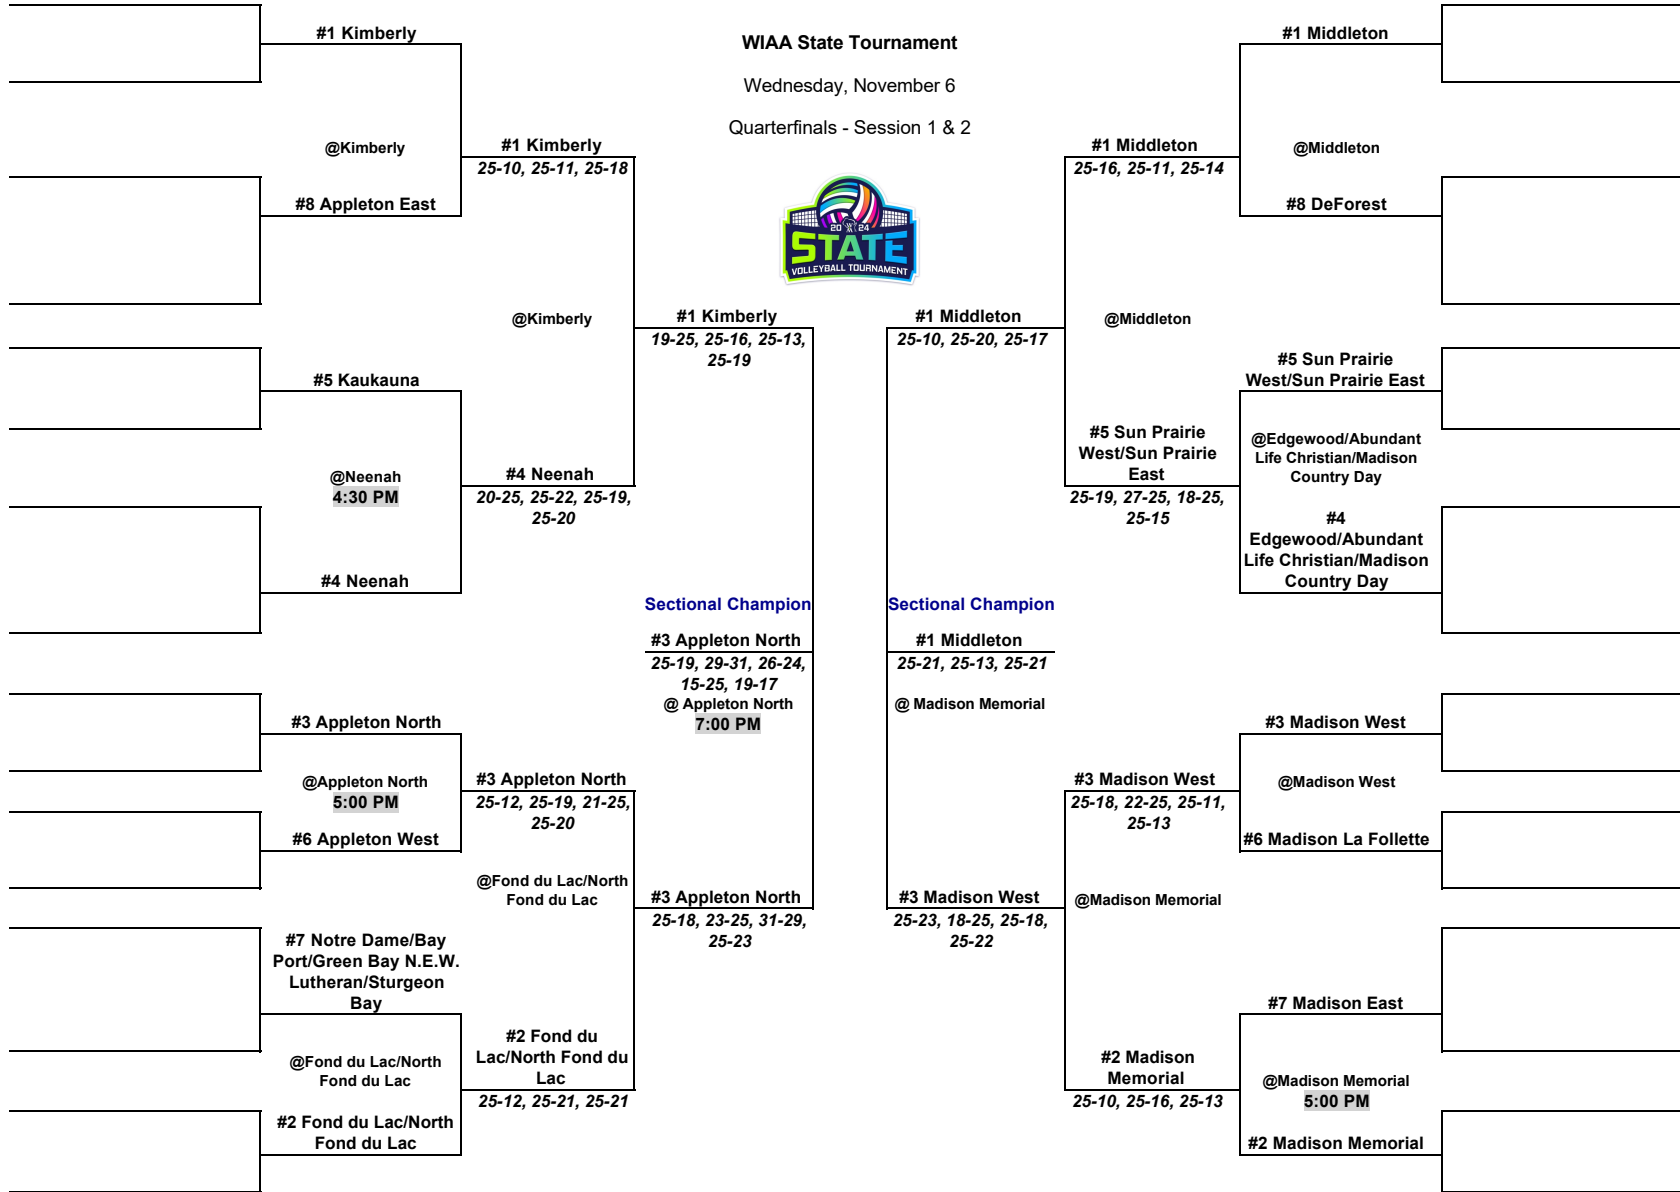 #1 Kimberly
WIAA State Tournament
#1 Middleton
Wednesday, November 6
Quarterfinals - Session 1 & 2
@Kimberly
#1 Kimberly
25-10, 25-11, 25-18
#1 Middleton
25-16, 25-11, 25-14
@Middleton
#8 Appleton East
#8 DeForest
20 24
STATE
VOLLEYBALL TOURNAMENT
@Kimberly
#1 Kimberly
19-25, 25-16, 25-13,
25-19
#1 Middleton
25-10, 25-20, 25-17
@Middleton
#5 Kaukauna
#5 Sun Prairie
West/Sun Prairie East
@Neenah
4:30 PM
#4 Neenah
20-25, 25-22, 25-19,
25-20
#5 Sun Prairie
West/Sun Prairie
East
25-19, 27-25, 18-25,
25-15
@Edgewood/Abundant
Life Christian/Madison
Country Day
#4 Neenah
#4
Edgewood/Abundant
Life Christian/Madison
Country Day
Sectional Champion
Sectional Champion
#3 Appleton North
25-19, 29-31, 26-24,
15-25, 19-17
@ Appleton North
7:00 PM
#1 Middleton
25-21, 25-13, 25-21
@ Madison Memorial
#3 Appleton North
#3 Madison West
@Appleton North
5:00 PM
#3 Appleton North
25-12, 25-19, 21-25,
25-20
#3 Madison West
25-18, 22-25, 25-11,
25-13
@Madison West
#6 Appleton West
#6 Madison La Follette
@Fond du Lac/North
Fond du Lac
#3 Appleton North
25-18, 23-25, 31-29,
25-23
#3 Madison West
25-23, 18-25, 25-18,
25-22
@Madison Memorial
#7 Notre Dame/Bay
Port/Green Bay N.E.W.
Lutheran/Sturgeon
Bay
#7 Madison East
@Fond du Lac/North
Fond du Lac
#2 Fond du
Lac/North Fond du
Lac
25-12, 25-21, 25-21
#2 Madison
Memorial
25-10, 25-16, 25-13
@Madison Memorial
5:00 PM
#2 Fond du Lac/North
Fond du Lac
#2 Madison Memorial